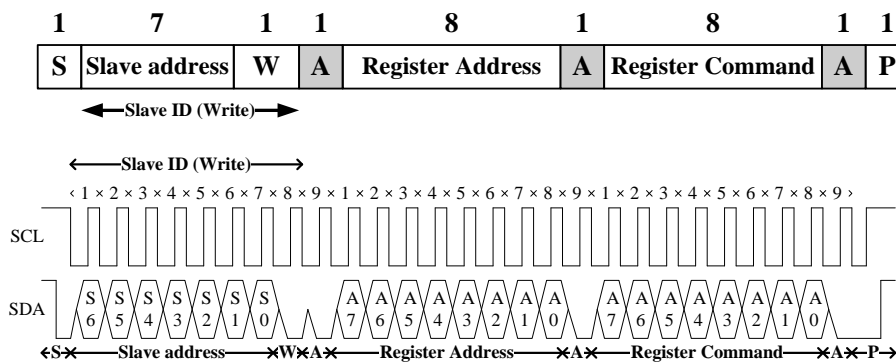 1 7 1 1 8 1 8 1 1
S Slave address W A Register Address A Register Command A P
Slave ID (Write)
Slave ID (Write)
1 2 3 4 5 6 7 8 9 1 2 3 4 5 6 7 8 9 1 2 3 4 5 6 7 8 9
SCL
SDA
S6 S5 S4 S3 S2 S1 S0 A7 A6 A5 A4 A3 A2 A1 A0 A7 A6 A5 A4 A3 A2 A1 A0
S Slave address W A Register Address A Register Command A P